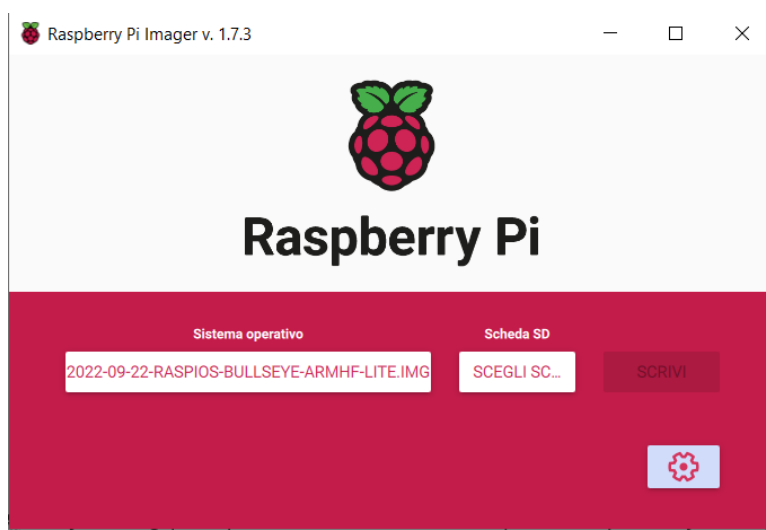 Raspberry Pi Imager v. 1.7.3
Raspberry Pi
Sistema operativo
Scheda SD
2022-09-22-RASPIOS-BULLSEYE-ARMHF-LITE.IMG
SCEGLI SC...
SCRIVI